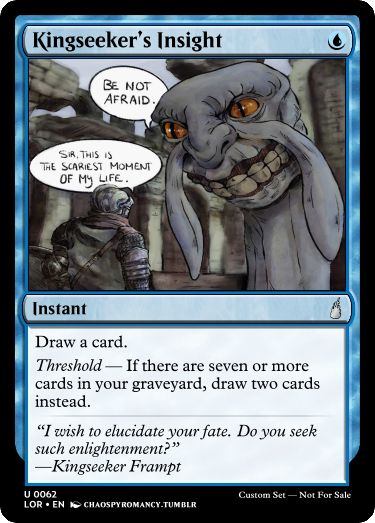 Kingseeker's Insight
BE NOT
AFRAID.
SIR, THIS IS
THE SCARIEST MOMENT
OF MY LIFE.
Instant
Draw a card.
Threshold — If there are seven or more
cards in your graveyard, draw two cards
instead.
"I wish to elucidate your fate. Do you seek
such enlightenment?"
—Kingseeker Frampt
U 0062
LOR • EN CHAOSPYROMANCY.TUMBLR
Custom Set — Not For Sale